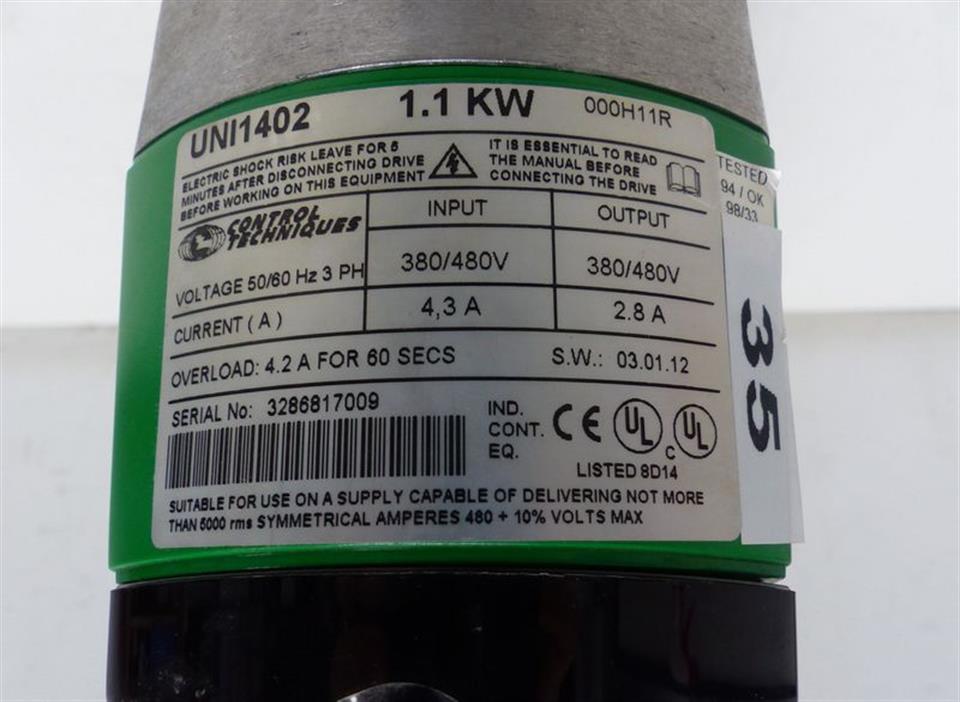 UNI1402 1.1 KW 000H11R
ELECTRIC SHOCK RISK LEAVE FOR 5
MINUTES AFTER DISCONNECTING DRIVE
BEFORE WORKING ON THIS EQUIPMENT
IT IS ESSENTIAL TO READ
THE MANUAL BEFORE
CONNECTING THE DRIVE
CONTROL
TECHNIQUES
INPUT OUTPUT
VOLTAGE 50/60 Hz 3 PH 380/480V 380/480V
CURRENT ( A ) 4,3 A 2.8 A
OVERLOAD: 4.2 A FOR 60 SECS S.W.: 03.01.12
SERIAL No: 3286817009
IND.
CONT.
EQ.
CE UL C UL
LISTED 8D14
SUITABLE FOR USE ON A SUPPLY CAPABLE OF DELIVERING NOT MORE
THAN 5000 rms SYMMETRICAL AMPERES 480 + 10% VOLTS MAX
TESTED
94 / OK
98/33
35